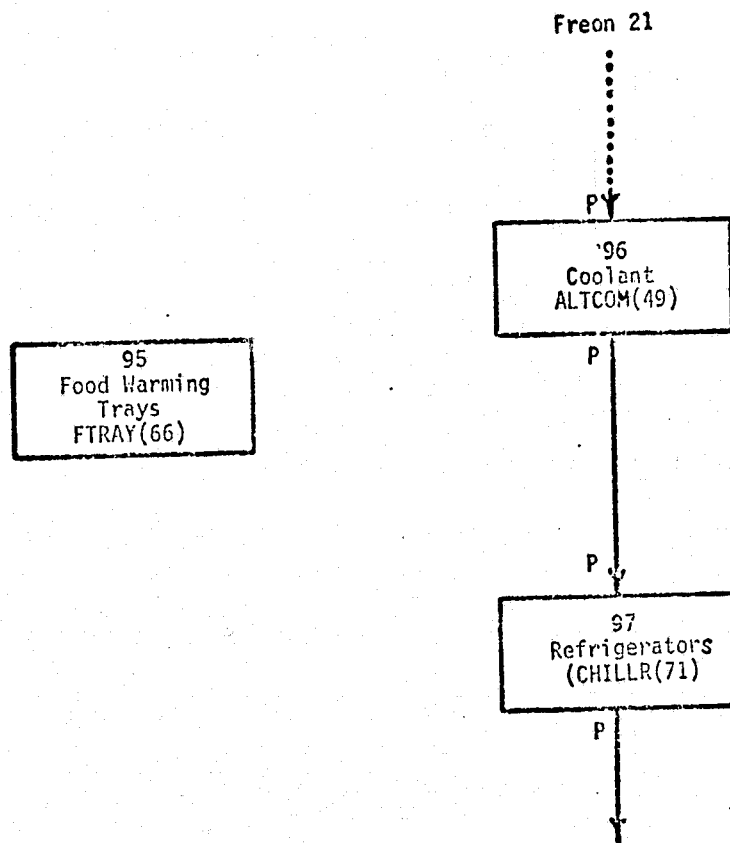 Freon 21
P
'96
Coolant
ALTCOM(49)
P
95
Food Warming
Trays
FTRAY(66)
P
97
Refrigerators
(CHILLR(71)
P